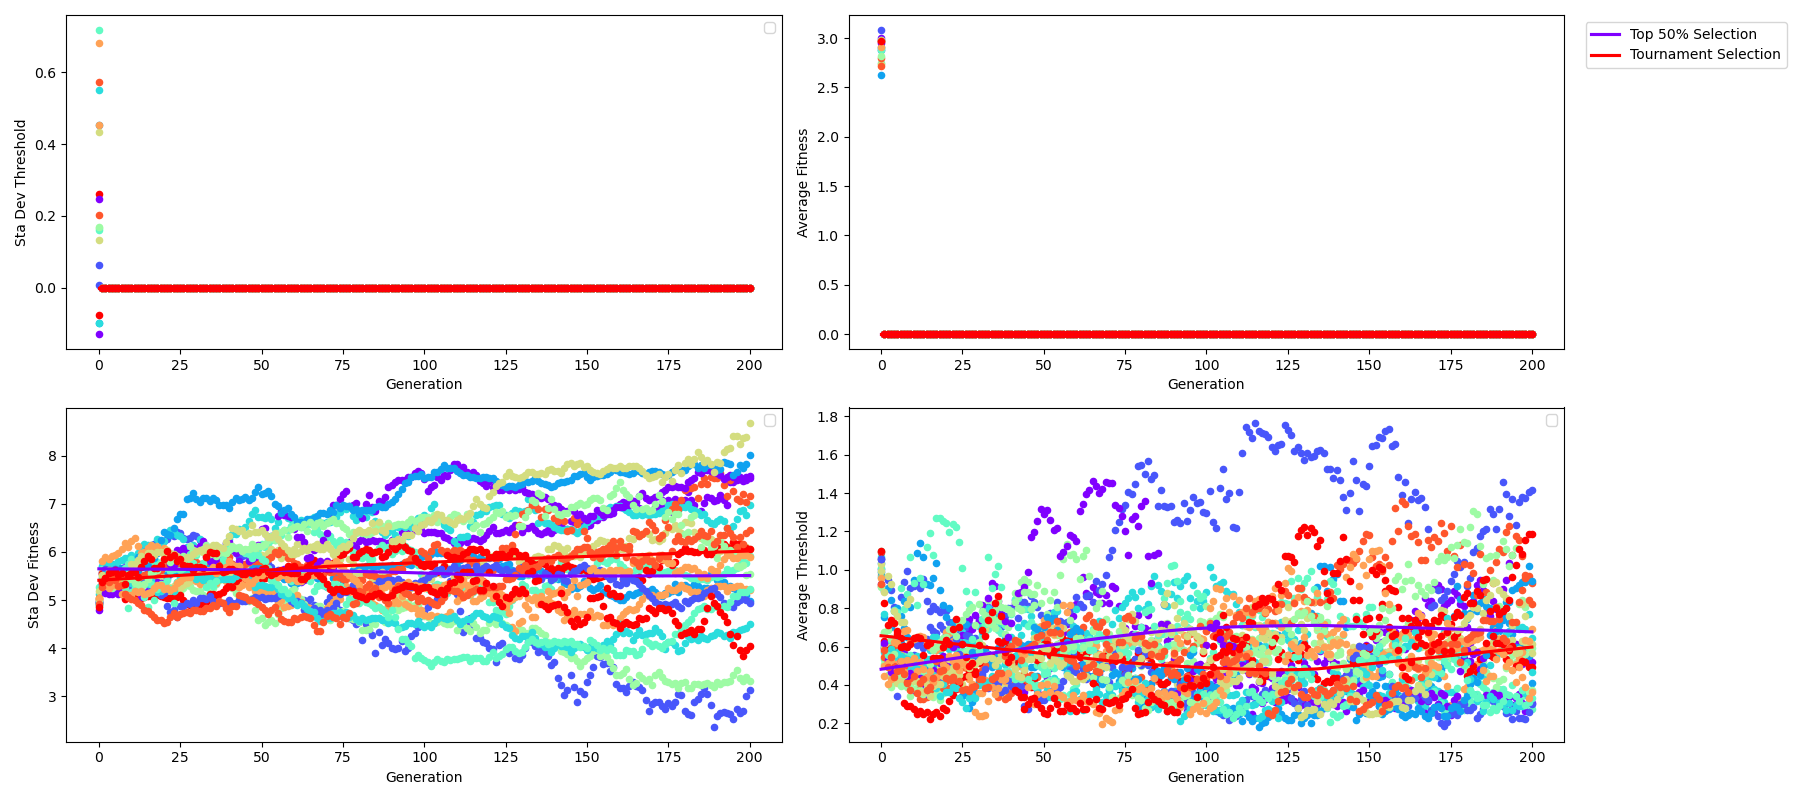 Sta Dev Threshold
0.6
0.4
0.2
0.0
0 25 50 75 100 125 150 175 200
Generation
Average Fitness
3.0
2.5
2.0
1.5
1.0
0.5
0.0
0 25 50 75 100 125 150 175 200
Generation
Top 50% Selection
Tournament Selection
Sta Dev Fitness
8
7
6
5
4
3
0 25 50 75 100 125 150 175 200
Generation
Average Threshold
1.8
1.6
1.4
1.2
1.0
0.8
0.6
0.4
0.2
0 25 50 75 100 125 150 175 200
Generation